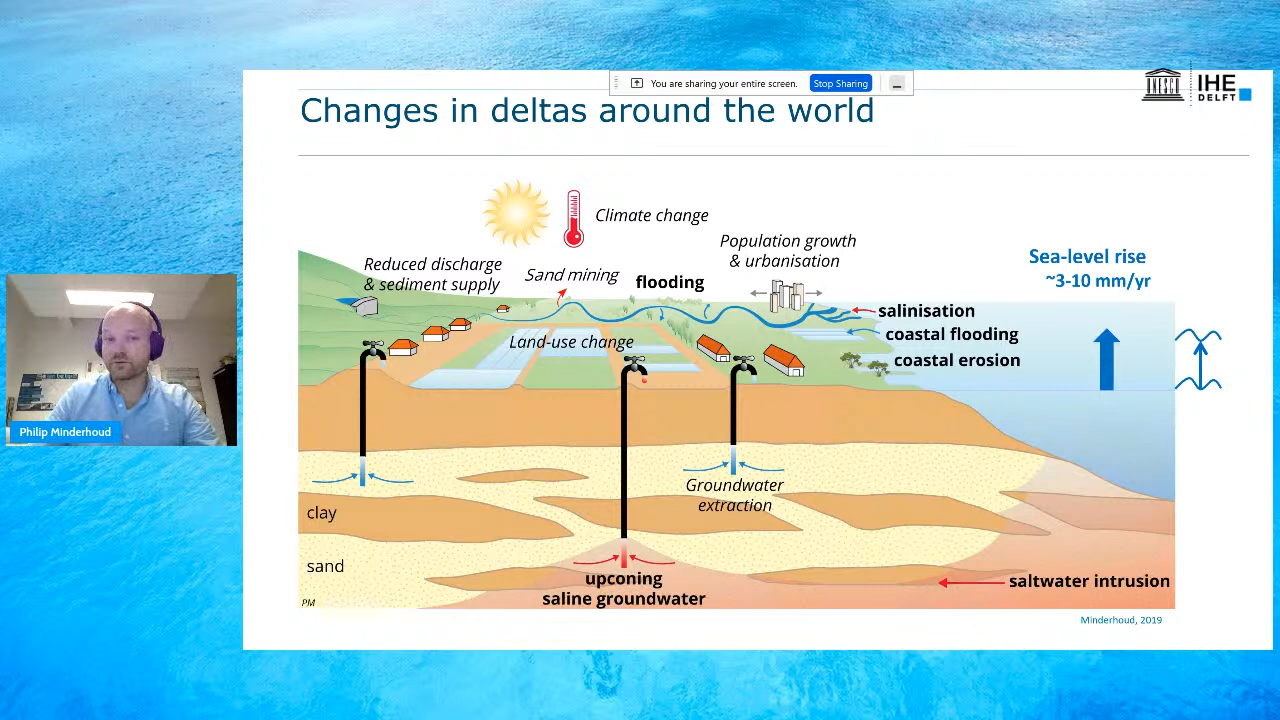 You are sharing your entire screen.
Stop Sharing
UNESCO
IHE
DELFT
Changes in deltas around the world
Climate change
Population growth
& urbanisation
Sea-level rise
~3-10 mm/yr
Reduced discharge
& sediment supply
Sand mining
flooding
salinisation
coastal flooding
coastal erosion
Land-use change
Philip Minderhoud
Groundwater
extraction
clay
sand
upconing
saline groundwater
saltwater intrusion
PM
Minderhoud, 2019